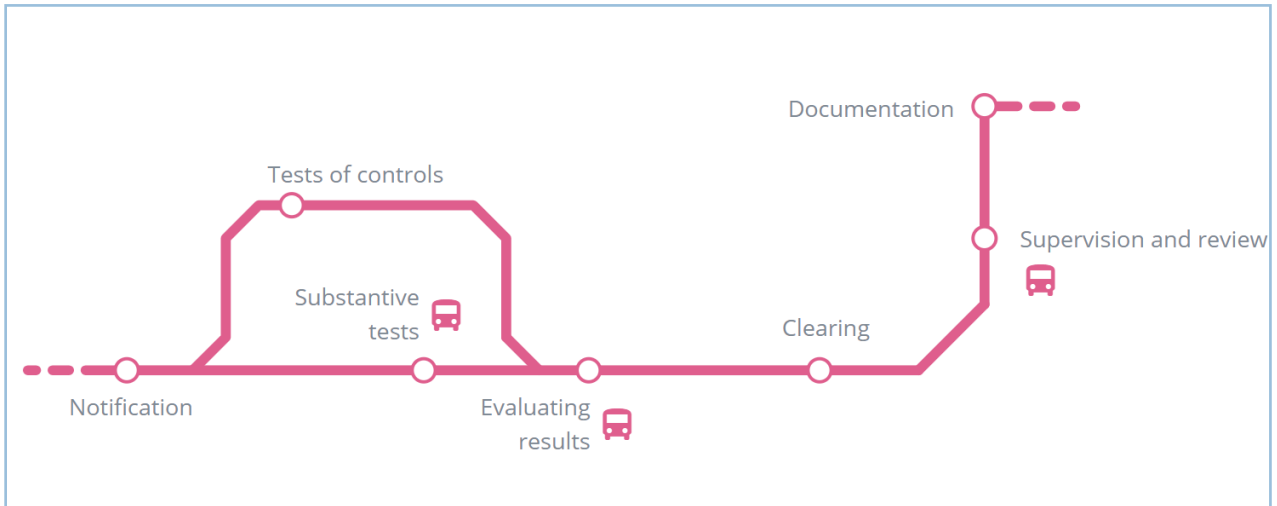 Documentation
Tests of controls
Supervision and review
Substantive
tests
Clearing
Notification
Evaluating
results